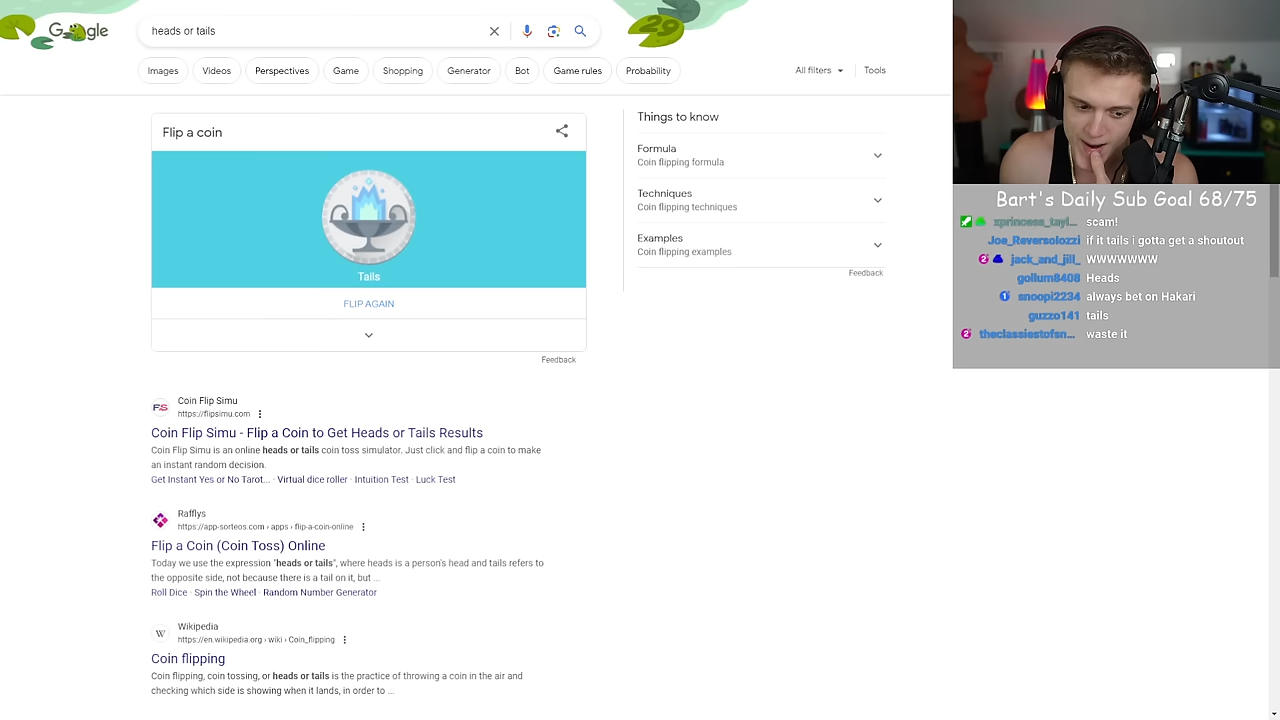 Google
heads or tails
29
Images
Videos
Perspectives
Game
Shopping
Generator
Bot
Game rules
Probability
All filters
Tools
Flip a coin
Tails
FLIP AGAIN
Feedback
Things to know
Formula
Coin flipping formula
Techniques
Coin flipping techniques
Examples
Coin flipping examples
Feedback
FS
Coin Flip Simu
https://flipsimu.com
Coin Flip Simu - Flip a Coin to Get Heads or Tails Results
Coin Flip Simu is an online heads or tails coin toss simulator. Just click and flip a coin to make
an instant random decision.
Get Instant Yes or No Tarot... · Virtual dice roller · Intuition Test · Luck Test
Rafflys
https://app-sorteos.com › apps › flip-a-coin-online
Flip a Coin (Coin Toss) Online
Today we use the expression "heads or tails", where heads is a person's head and tails refers to
the opposite side, not because there is a tail on it, but ...
Roll Dice · Spin the Wheel · Random Number Generator
W
Wikipedia
https://en.wikipedia.org › wiki › Coin_flipping
Coin flipping
Coin flipping, coin tossing, or heads or tails is the practice of throwing a coin in the air and
checking which side is showing when it lands, in order to ...
Bart's Daily Sub Goal 68/75
xprincess_tayl... scam!
Joe_Reversolozzi if it tails i gotta get a shoutout
2 jack_and_jill_ WWWWWWW
gollum8408 Heads
1 snoopi2234 always bet on Hakari
guzzo141 tails
2 theclassiestofsn... waste it